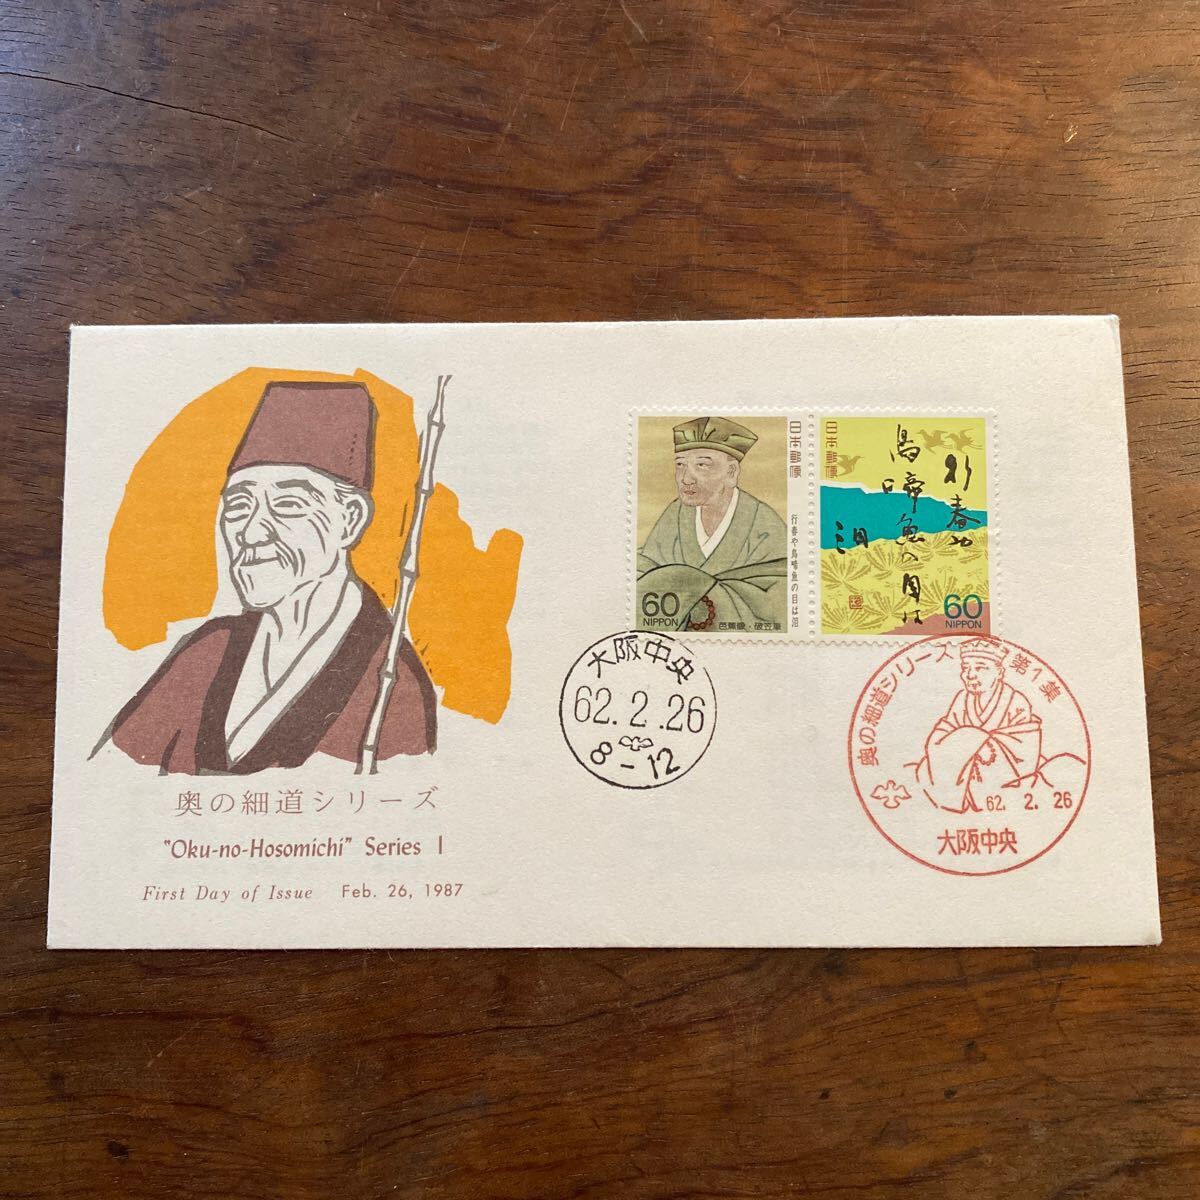 奥の細道シリーズ
"Oku-no-Hosomichi" Series I
First Day of Issue Feb. 26, 1987
日本郵便
行春や鳥啼魚の目は泪
60
NIPPON
芭蕉像・破笠筆
日本郵便
行春や
鳥啼魚の目は
泪
60
NIPPON
大阪中央
62.2.26
8-12
奥の細道シリーズ 第1集
62. 2. 26
大阪中央